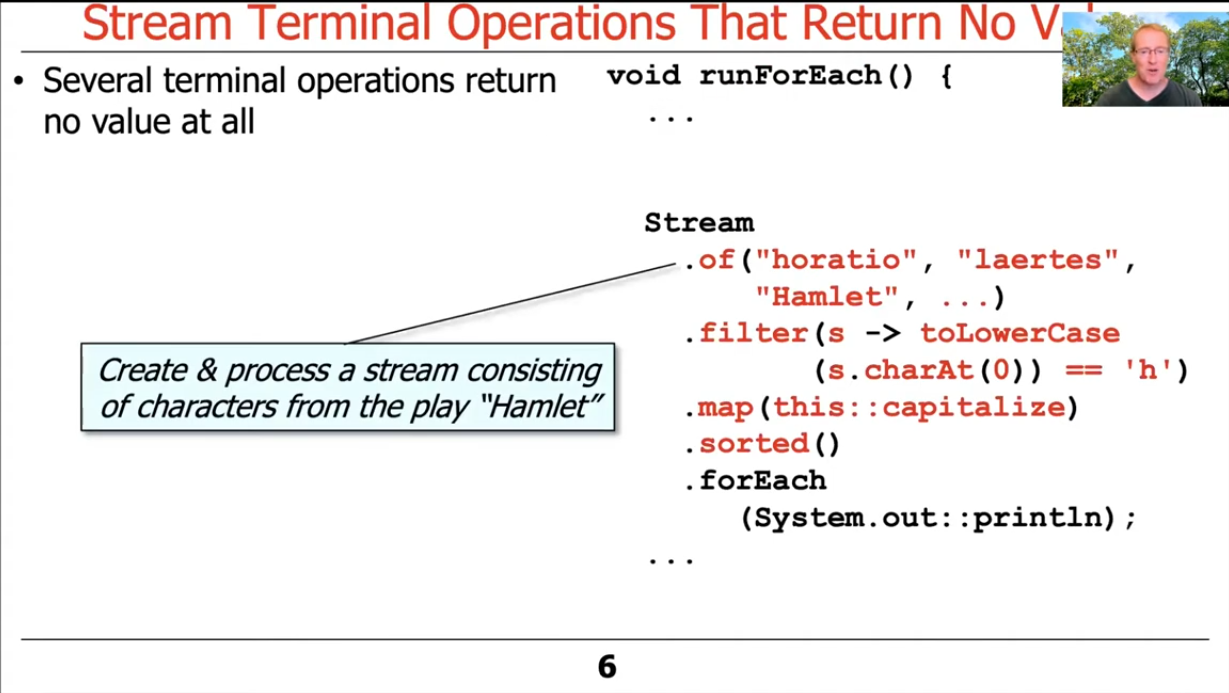 Stream Terminal Operations That Return No
• Several terminal operations return
no value at all
void runForEach() {
...
Stream
.of("horatio", "laertes",
"Hamlet", ...)
.filter(s -> toLowerCase
(s.charAt(0)) == 'h')
.map(this::capitalize)
.sorted()
.forEach
(System.out::println);
...
Create & process a stream consisting
of characters from the play “Hamlet”
6